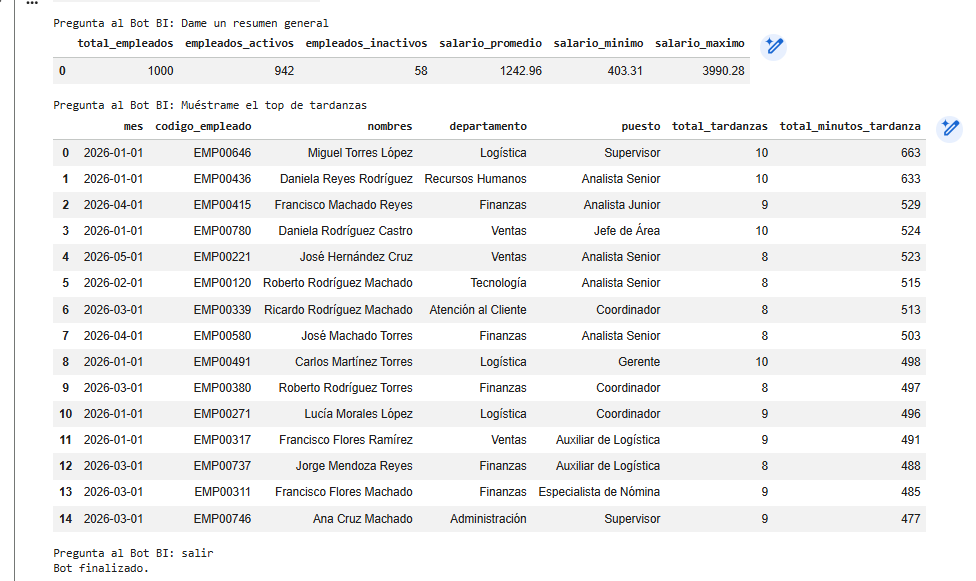 ...
Pregunta al Bot BI: Dame un resumen general
total_empleados empleados_activos empleados_inactivos salario_promedio salario_minimo salario_maximo
0 1000 942 58 1242.96 403.31 3990.28
Pregunta al Bot BI: Muéstrame el top de tardanzas
mes codigo_empleado nombres departamento puesto total_tardanzas total_minutos_tardanza
0 2026-01-01 EMP00646 Miguel Torres López Logística Supervisor 10 663
1 2026-01-01 EMP00436 Daniela Reyes Rodríguez Recursos Humanos Analista Senior 10 633
2 2026-04-01 EMP00415 Francisco Machado Reyes Finanzas Analista Junior 9 529
3 2026-01-01 EMP00780 Daniela Rodríguez Castro Ventas Jefe de Área 10 524
4 2026-05-01 EMP00221 José Hernández Cruz Ventas Analista Senior 8 523
5 2026-02-01 EMP00120 Roberto Rodríguez Machado Tecnología Analista Senior 8 515
6 2026-03-01 EMP00339 Ricardo Rodríguez Machado Atención al Cliente Coordinador 8 513
7 2026-04-01 EMP00580 José Machado Torres Finanzas Analista Senior 8 503
8 2026-01-01 EMP00491 Carlos Martínez Torres Logística Gerente 10 498
9 2026-03-01 EMP00380 Roberto Rodríguez Torres Finanzas Coordinador 8 497
10 2026-01-01 EMP00271 Lucía Morales López Logística Coordinador 9 496
11 2026-01-01 EMP00317 Francisco Flores Ramírez Ventas Auxiliar de Logística 9 491
12 2026-03-01 EMP00737 Jorge Mendoza Reyes Finanzas Auxiliar de Logística 8 488
13 2026-03-01 EMP00311 Francisco Flores Machado Finanzas Especialista de Nómina 9 485
14 2026-03-01 EMP00746 Ana Cruz Machado Administración Supervisor 9 477
Pregunta al Bot BI: salir
Bot finalizado.